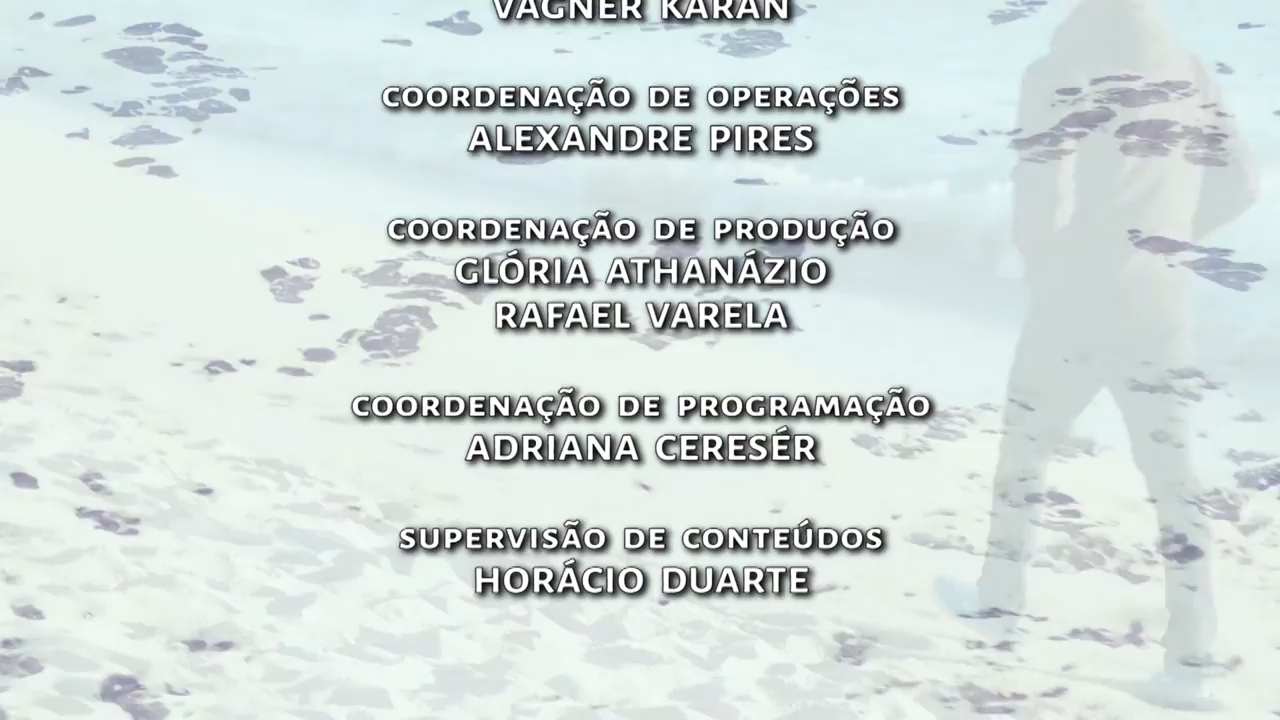 VAGNER KARAN
COORDENAÇÃO DE OPERAÇÕES
ALEXANDRE PIRES
COORDENAÇÃO DE PRODUÇÃO
GLÓRIA ATHANÁZIO
RAFAEL VARELA
COORDENAÇÃO DE PROGRAMAÇÃO
ADRIANA CERESÉR
SUPERVISÃO DE CONTEÚDOS
HORÁCIO DUARTE